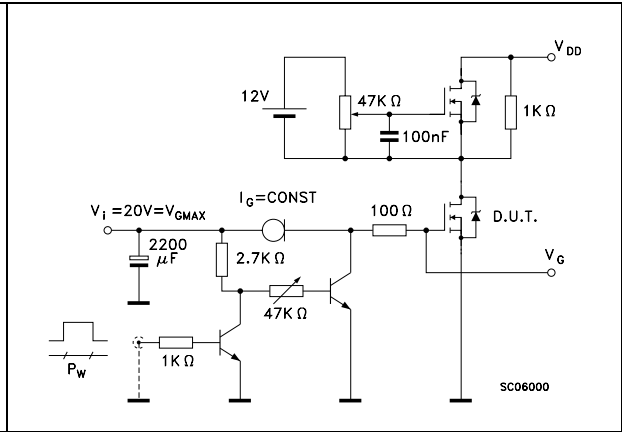 V DD
12V
47K Ω
1K Ω
100nF
I G=CONST
V i =20V=V GMAX
100 Ω
D.U.T.
2200
μF
2.7K Ω
V G
47K Ω
1K Ω
P W
SC06000